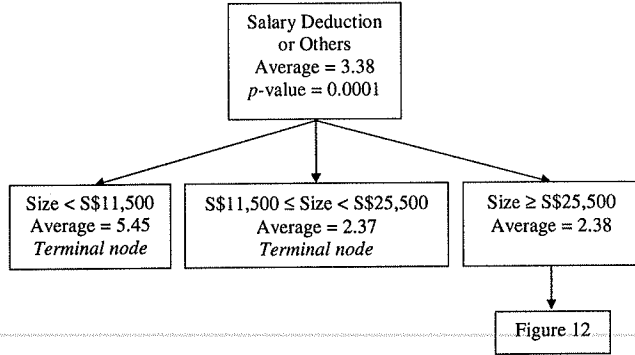 Salary Deduction
or Others
Average = 3.38
p-value = 0.0001
Size < S$11,500
Average = 5.45
Terminal node
S$11,500 ≤ Size < S$25,500
Average = 2.37
Terminal node
Size ≥ S$25,500
Average = 2.38
Figure 12